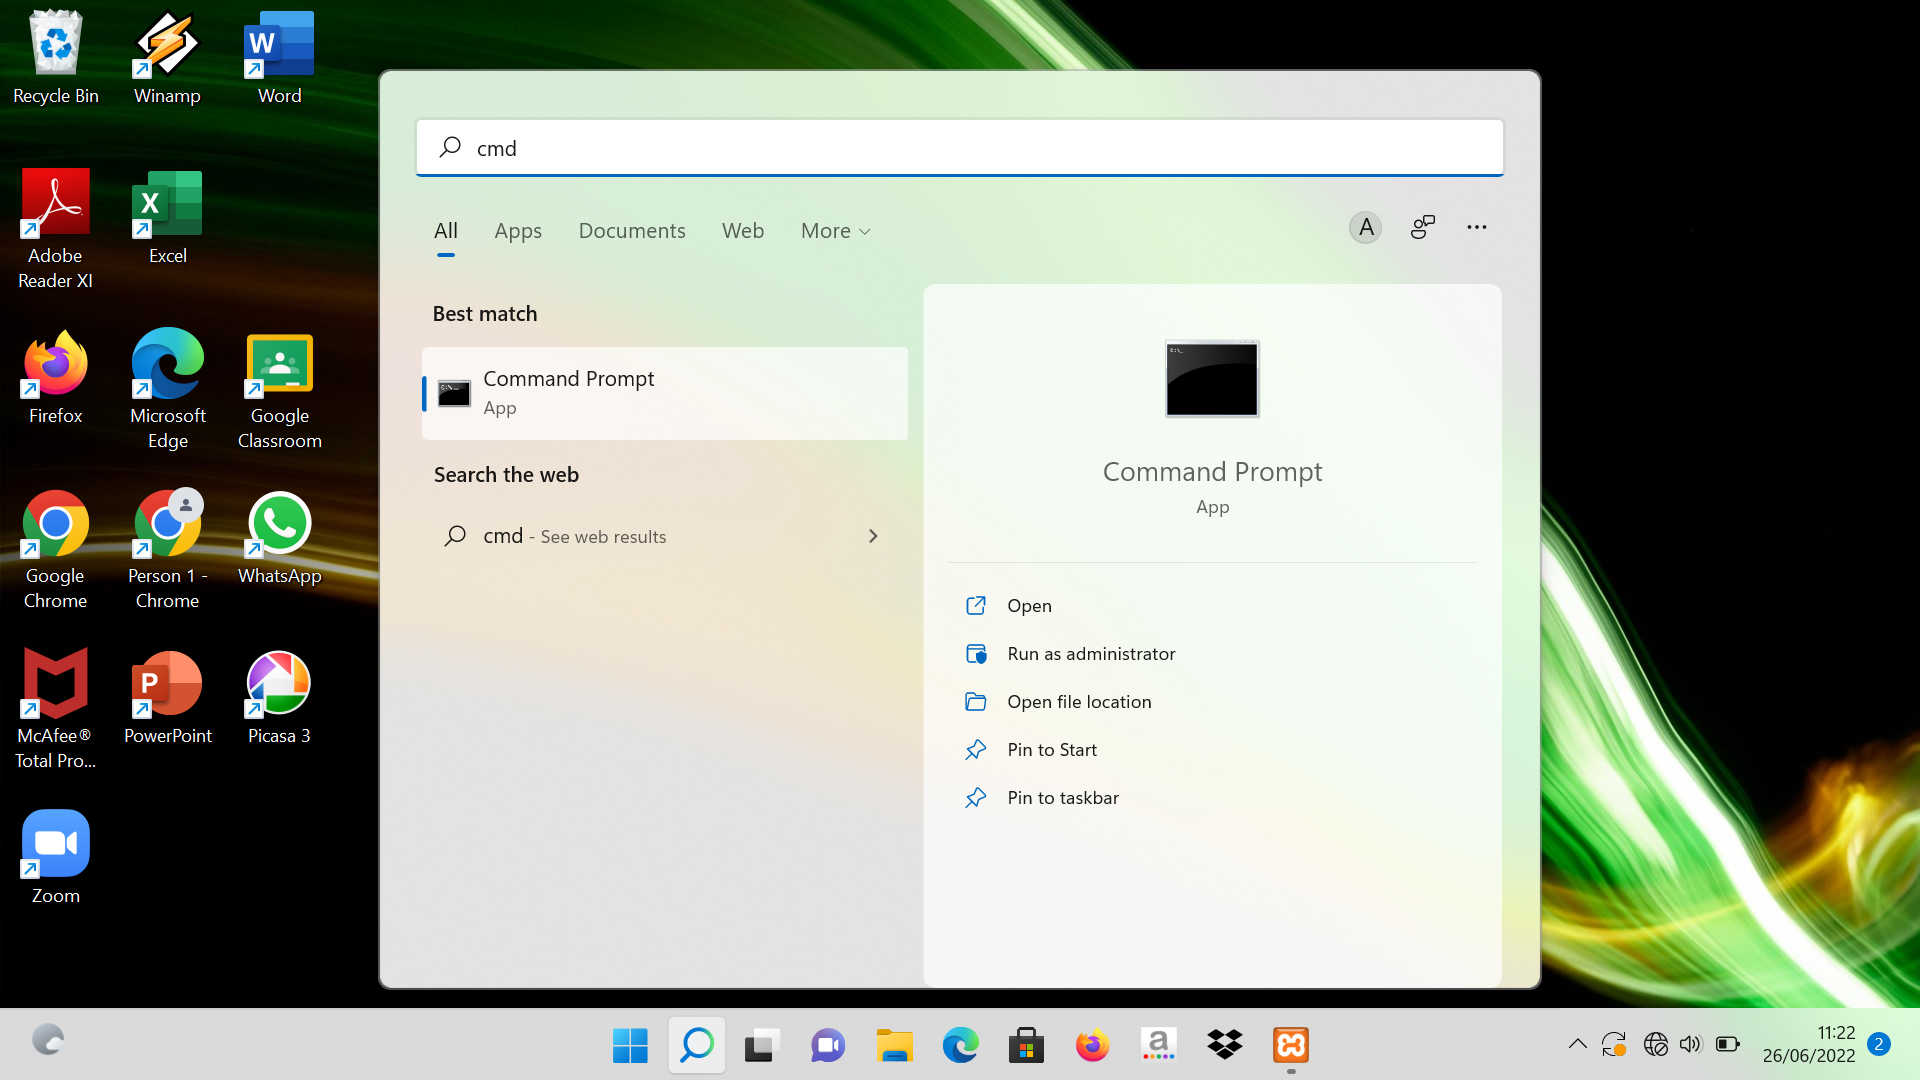 Recycle Bin
Winamp
Word
Adobe
Reader XI
Excel
Firefox
Microsoft
Edge
Google
Classroom
Google
Chrome
Person 1 -
Chrome
WhatsApp
McAfee®
Total Pro...
PowerPoint
Picasa 3
Zoom
cmd
All
Apps
Documents
Web
More
A
Best match
Command Prompt
App
Search the web
cmd - See web results
C:\_
Command Prompt
App
Open
Run as administrator
Open file location
Pin to Start
Pin to taskbar
11:22
26/06/2022
2